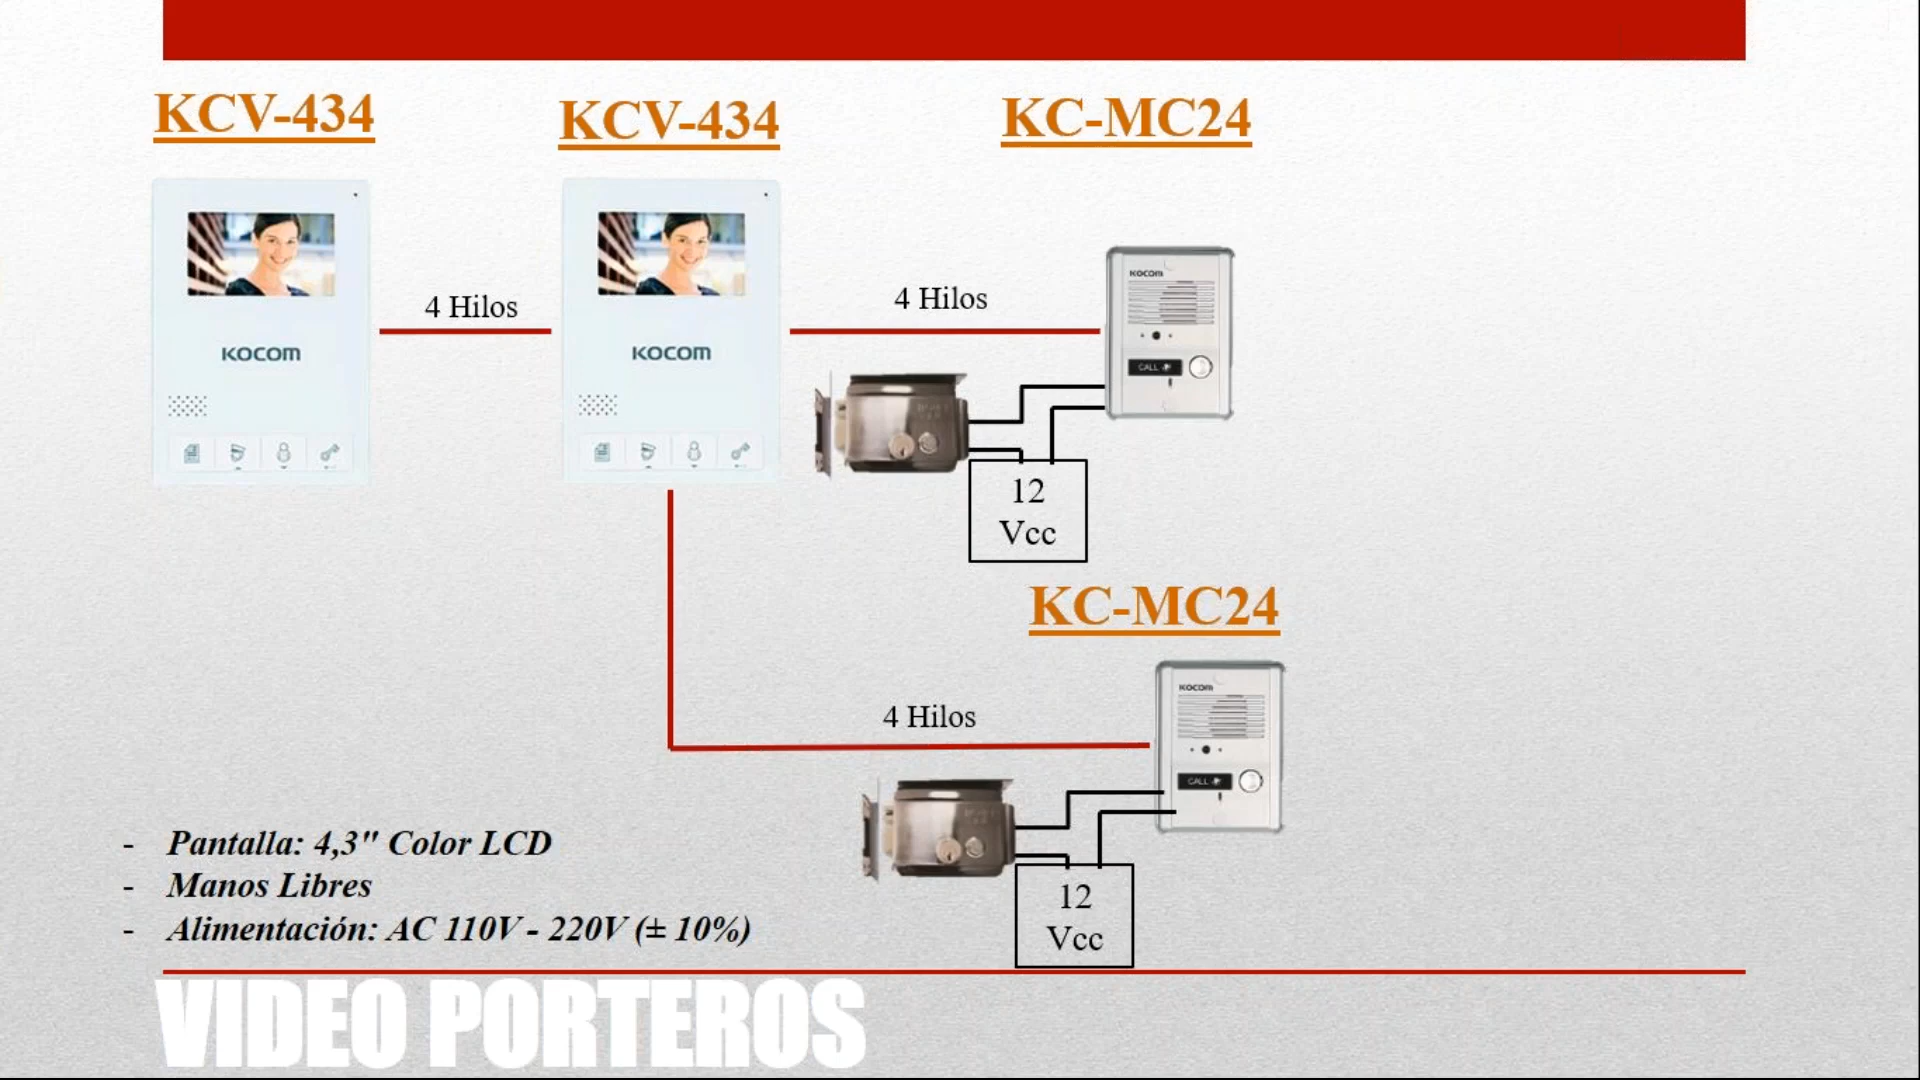 KCV-434
KCV-434
KC-MC24
KOCOM
KOCOM
4 Hilos
4 Hilos
KOCOM
CALL
12
Vcc
KC-MC24
KOCOM
CALL
4 Hilos
12
Vcc
- Pantalla: 4,3" Color LCD
- Manos Libres
- Alimentación: AC 110V - 220V (± 10%)
VIDEO PORTEROS